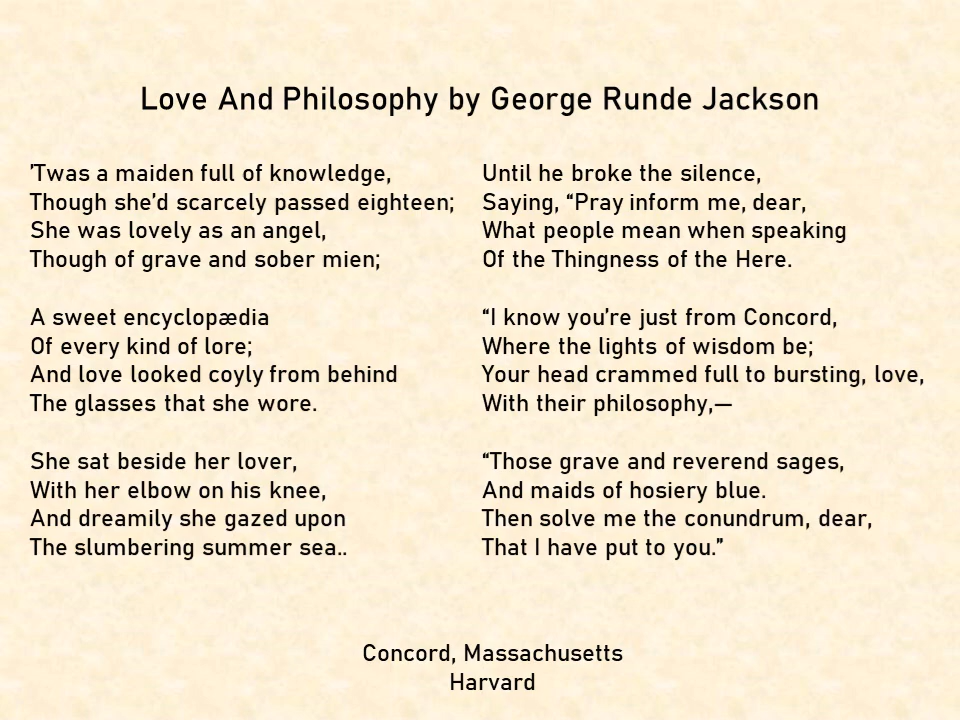 Love And Philosophy by George Runde Jackson
’Twas a maiden full of knowledge,
Though she’d scarcely passed eighteen;
She was lovely as an angel,
Though of grave and sober mien;
A sweet encyclopædia
Of every kind of lore;
And love looked coyly from behind
The glasses that she wore.
She sat beside her lover,
With her elbow on his knee,
And dreamily she gazed upon
The slumbering summer sea..
Until he broke the silence,
Saying, “Pray inform me, dear,
What people mean when speaking
Of the Thingness of the Here.
“I know you’re just from Concord,
Where the lights of wisdom be;
Your head crammed full to bursting, love,
With their philosophy,—
“Those grave and reverend sages,
And maids of hosiery blue.
Then solve me the conundrum, dear,
That I have put to you.”
Concord, Massachusetts
Harvard